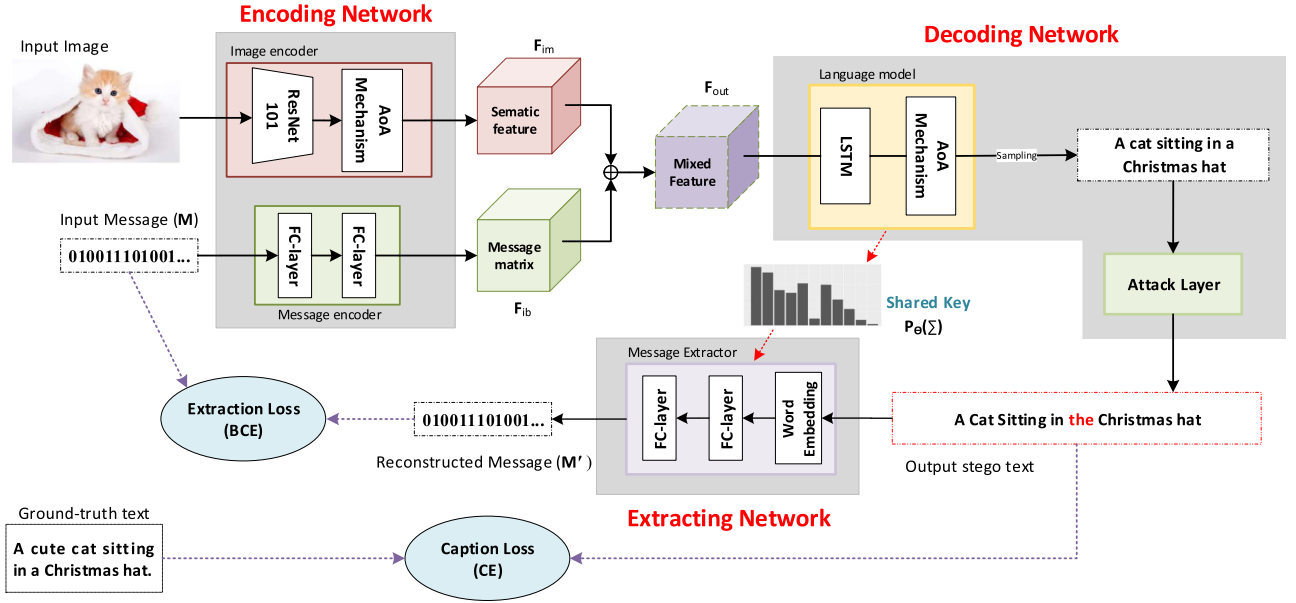 Encoding Network
Decoding Network
Input Image
Image encoder
ResNet
101
AoA
Mechanism
F_im
Sematic
feature
Input Message (M)
010011101001...
FC-layer
FC-layer
Message encoder
Message
matrix
F_ib
F_out
Mixed
Feature
Language model
LSTM
AoA
Mechanism
Sampling
A cat sitting in a
Christmas hat
Attack Layer
Shared Key
P_Θ(∑)
Message Extractor
FC-layer
FC-layer
Word
Embedding
A Cat Sitting in the Christmas hat
Output stego text
010011101001...
Reconstructed Message (M′ )
Extraction Loss
(BCE)
Extracting Network
Ground-truth text
A cute cat sitting
in a Christmas hat.
Caption Loss
(CE)